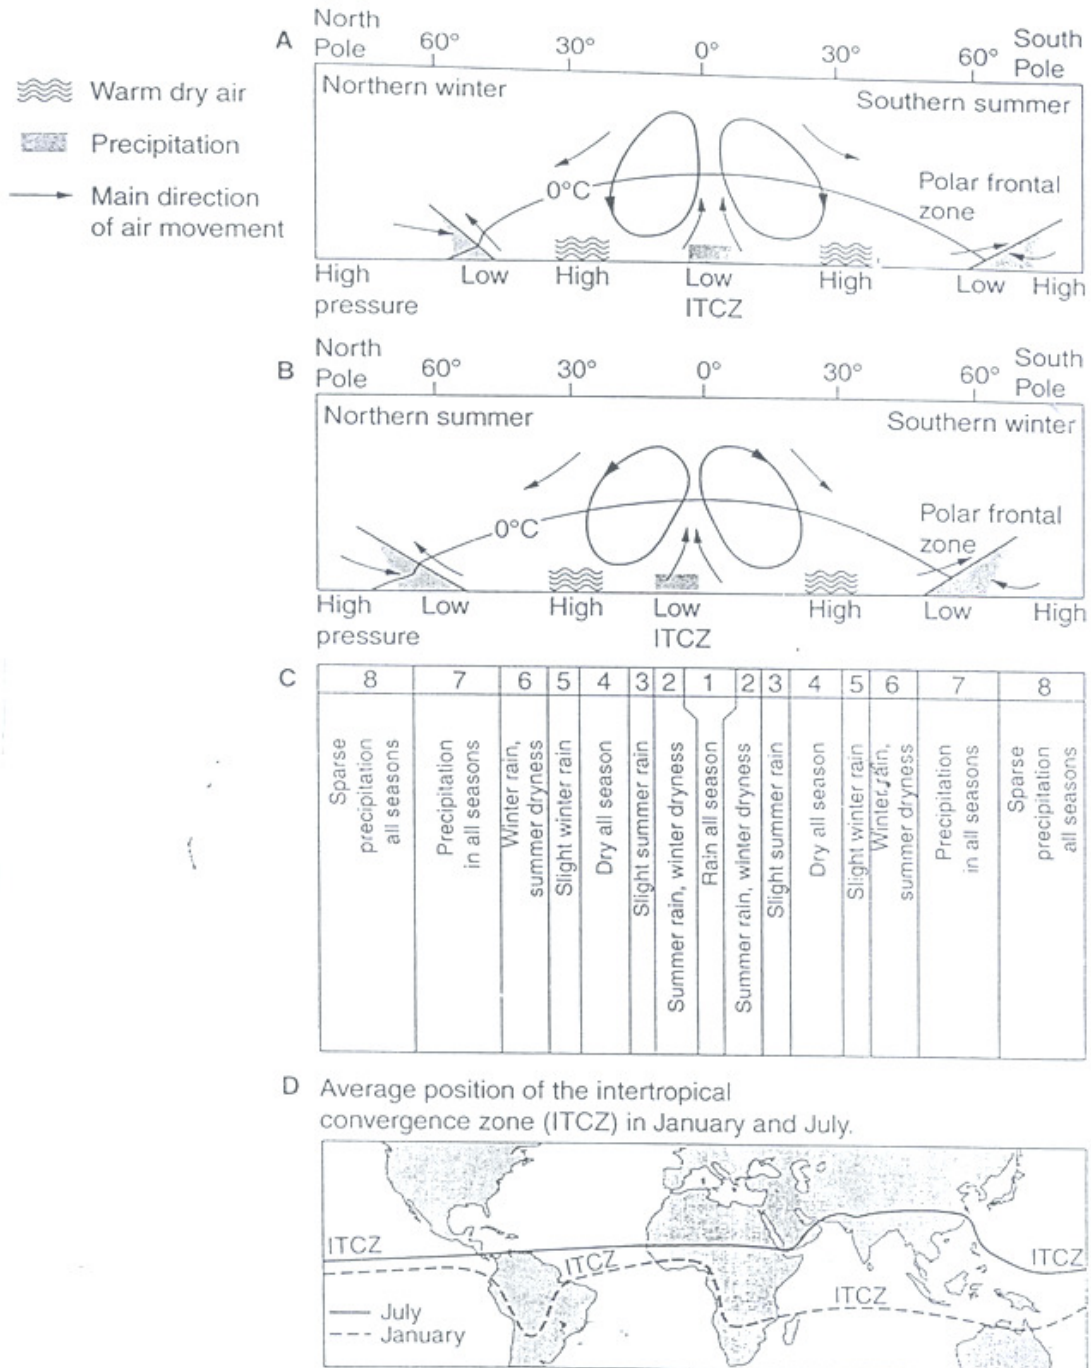 A
North
Pole
60°
30°
0°
30°
60°
South
Pole
Warm dry air
Precipitation
Main direction
of air movement
Northern winter
Southern summer
0°C
Polar frontal
zone
High
pressure
Low
High
Low
ITCZ
High
Low
High
B
North
Pole
60°
30°
0°
30°
60°
South
Pole
Northern summer
Southern winter
0°C
Polar frontal
zone
High
pressure
Low
High
Low
ITCZ
High
Low
High
C
8 7 6 5 4 3 2 1 2 3 4 5 6 7 8
Sparse
precipitation
all seasons
Precipitation
in all seasons
Winter rain,
summer dryness
Slight winter rain
Dry all season
Slight summer rain
Summer rain, winter dryness
Rain all season
Summer rain, winter dryness
Slight summer rain
Dry all season
Slight winter rain
Winter rain,
summer dryness
Precipitation
in all seasons
Sparse
precipitation
all seasons
D Average position of the intertropical
convergence zone (ITCZ) in January and July.
ITCZ
ITCZ
ITCZ
ITCZ
July
January